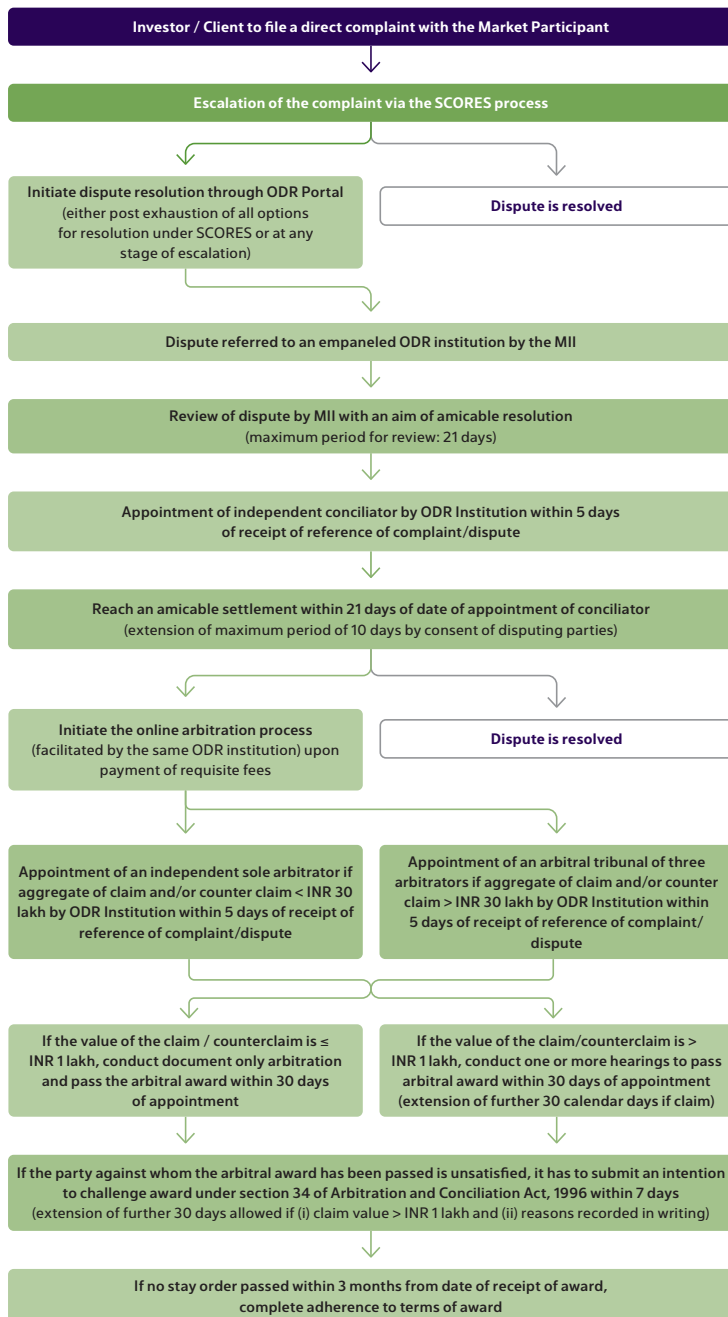 Investor / Client to file a direct complaint with the Market Participant
Escalation of the complaint via the SCORES process
Initiate dispute resolution through ODR Portal
(either post exhaustion of all options
for resolution under SCORES or at any
stage of escalation)
Dispute is resolved
Dispute referred to an empaneled ODR institution by the MII
Review of dispute by MII with an aim of amicable resolution
(maximum period for review: 21 days)
Appointment of independent conciliator by ODR Institution within 5 days
of receipt of reference of complaint/dispute
Reach an amicable settlement within 21 days of date of appointment of conciliator
(extension of maximum period of 10 days by consent of disputing parties)
Initiate the online arbitration process
(facilitated by the same ODR institution) upon
payment of requisite fees
Dispute is resolved
Appointment of an independent sole arbitrator if
aggregate of claim and/or counter claim < INR 30
lakh by ODR Institution within 5 days of receipt of
reference of complaint/dispute
Appointment of an arbitral tribunal of three
arbitrators if aggregate of claim and/or counter
claim > INR 30 lakh by ODR Institution within
5 days of receipt of reference of complaint/
dispute
If the value of the claim / counterclaim is ≤
INR 1 lakh, conduct document only arbitration
and pass the arbitral award within 30 days
of appointment
If the value of the claim/counterclaim is >
INR 1 lakh, conduct one or more hearings to pass
arbitral award within 30 days of appointment
(extension of further 30 calendar days if claim)
If the party against whom the arbitral award has been passed is unsatisfied, it has to submit an intention
to challenge award under section 34 of Arbitration and Conciliation Act, 1996 within 7 days
(extension of further 30 days allowed if (i) claim value > INR 1 lakh and (ii) reasons recorded in writing)
If no stay order passed within 3 months from date of receipt of award,
complete adherence to terms of award